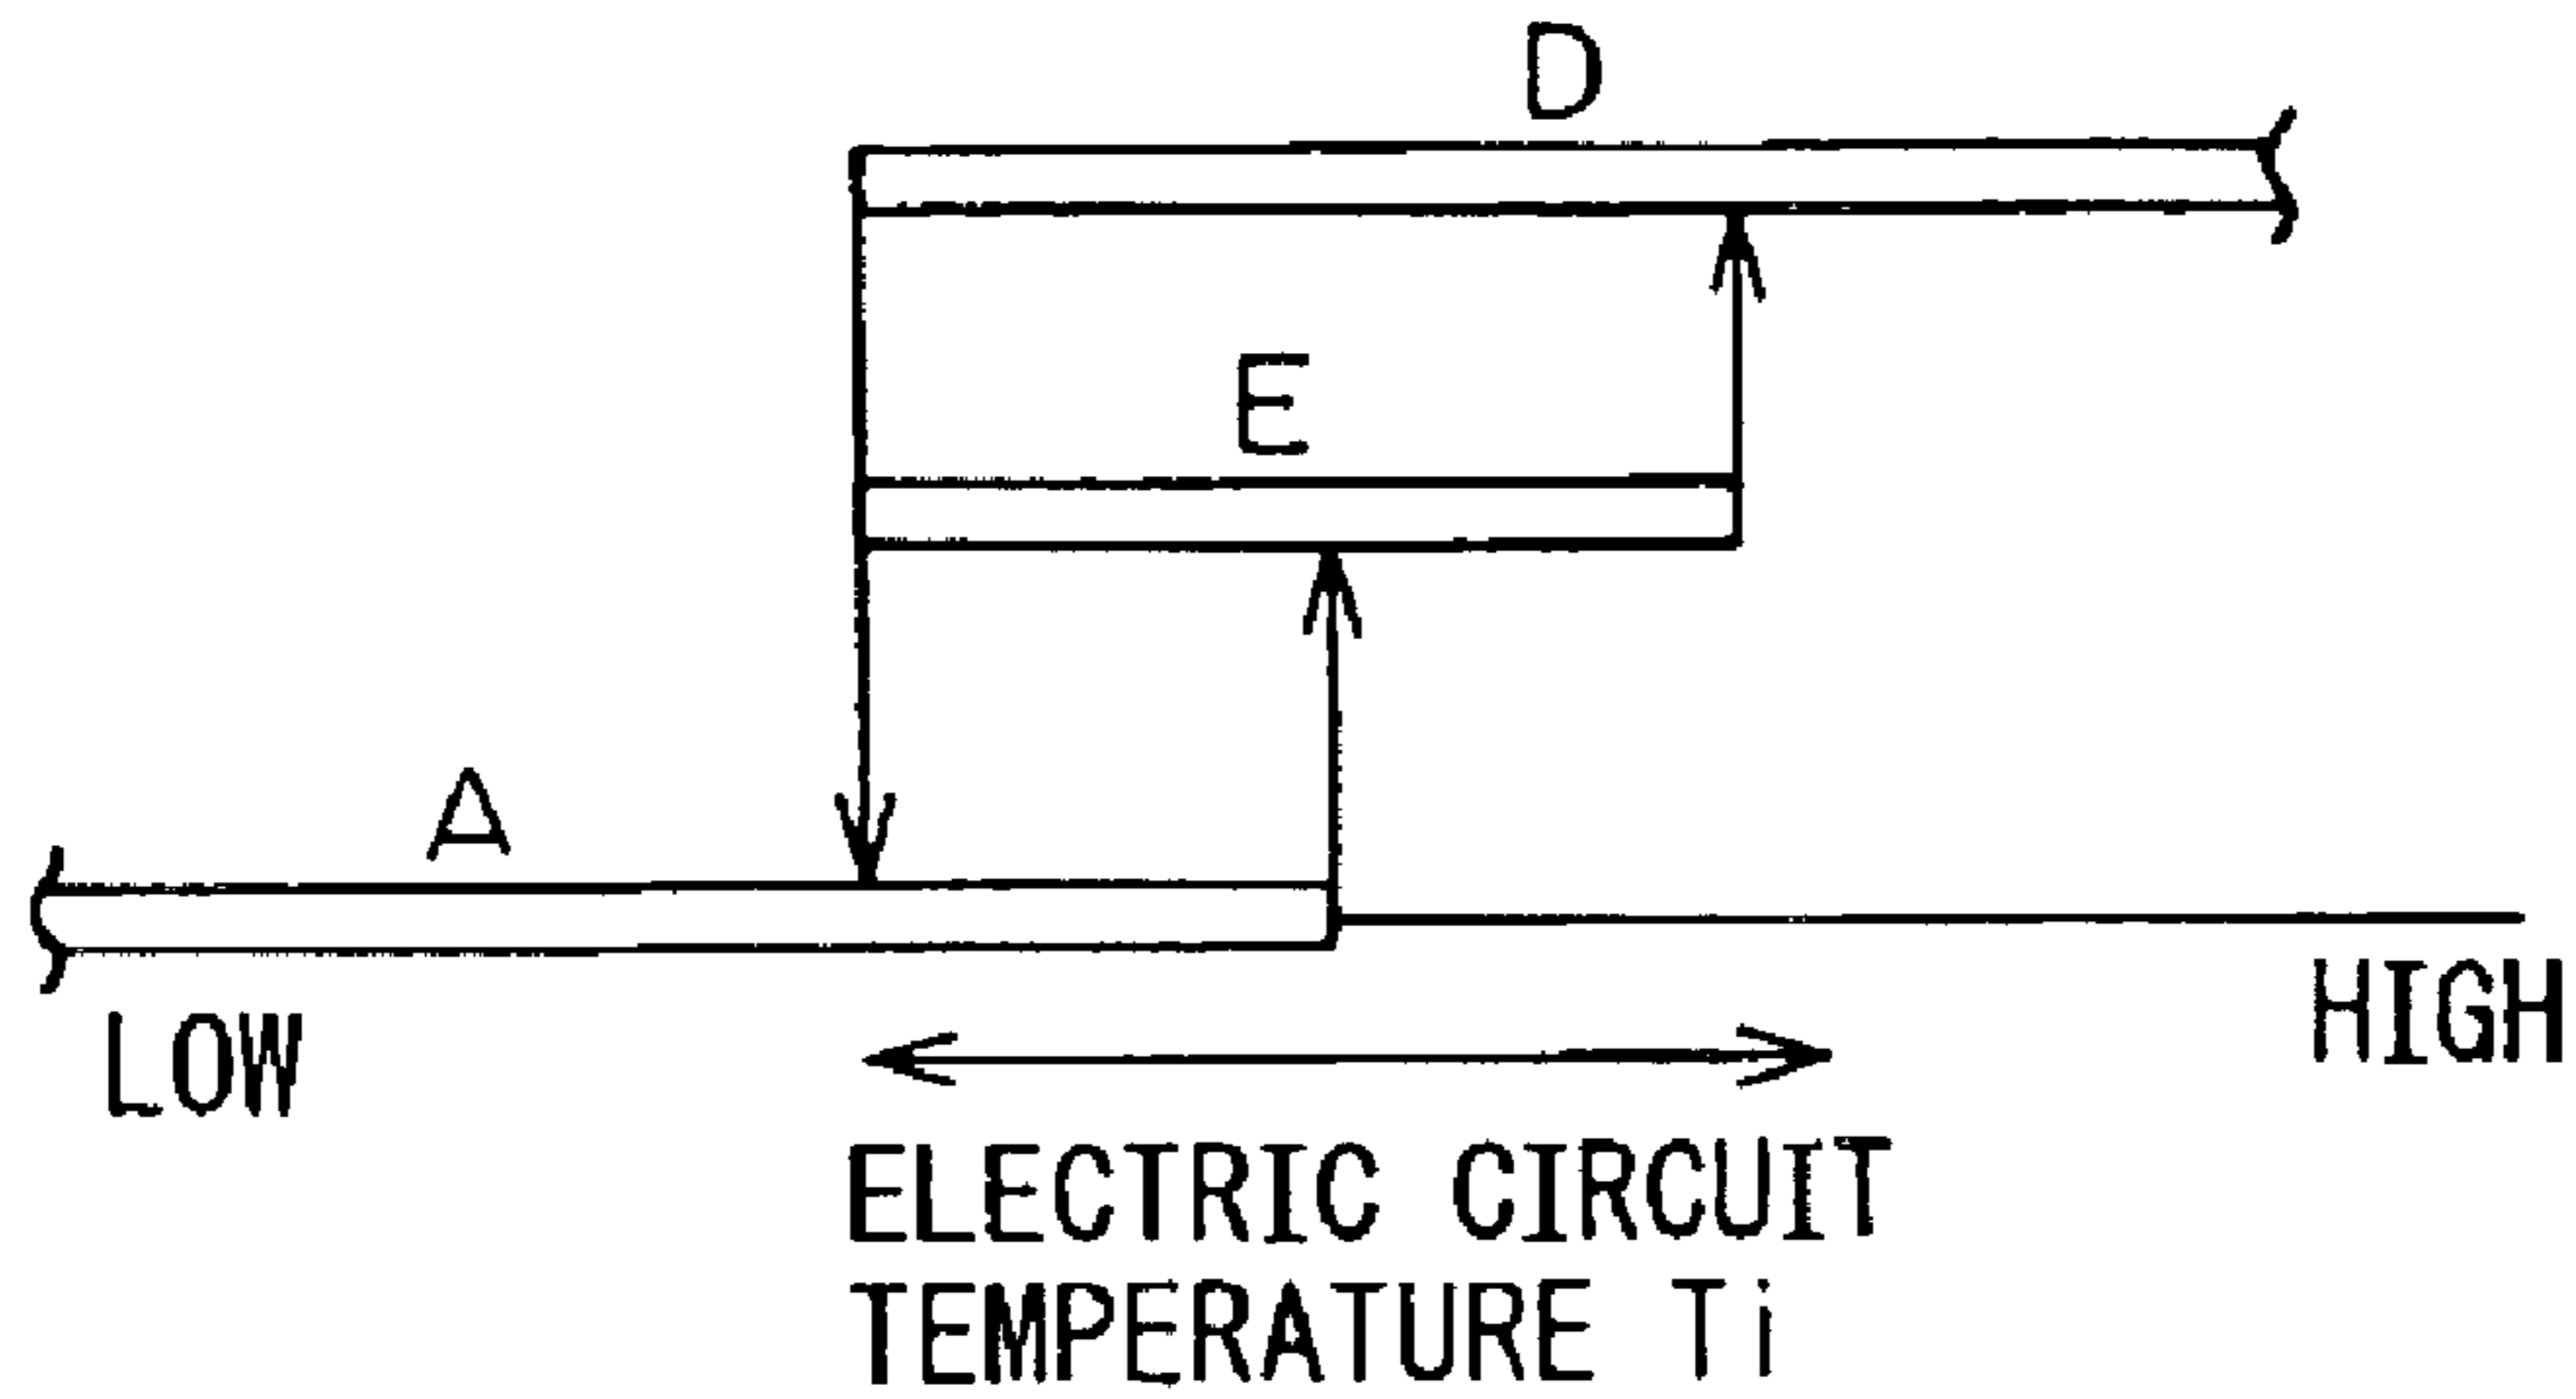 D
E
A
LOW
HIGH
ELECTRIC CIRCUIT
TEMPERATURE Ti